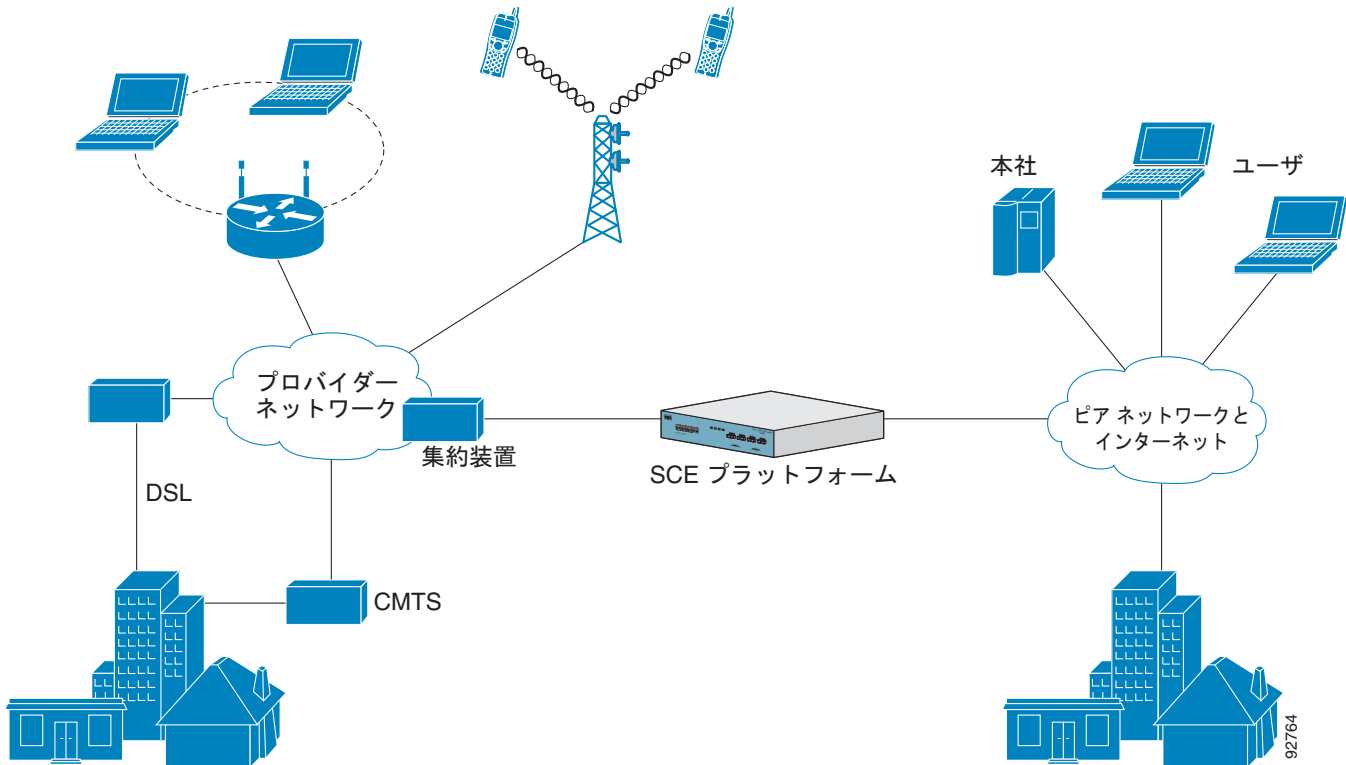 本社
ユーザ
プロバイダー
ネットワーク
集約装置
SCE プラットフォーム
ピア ネットワークと
インターネット
DSL
CMTS
92764